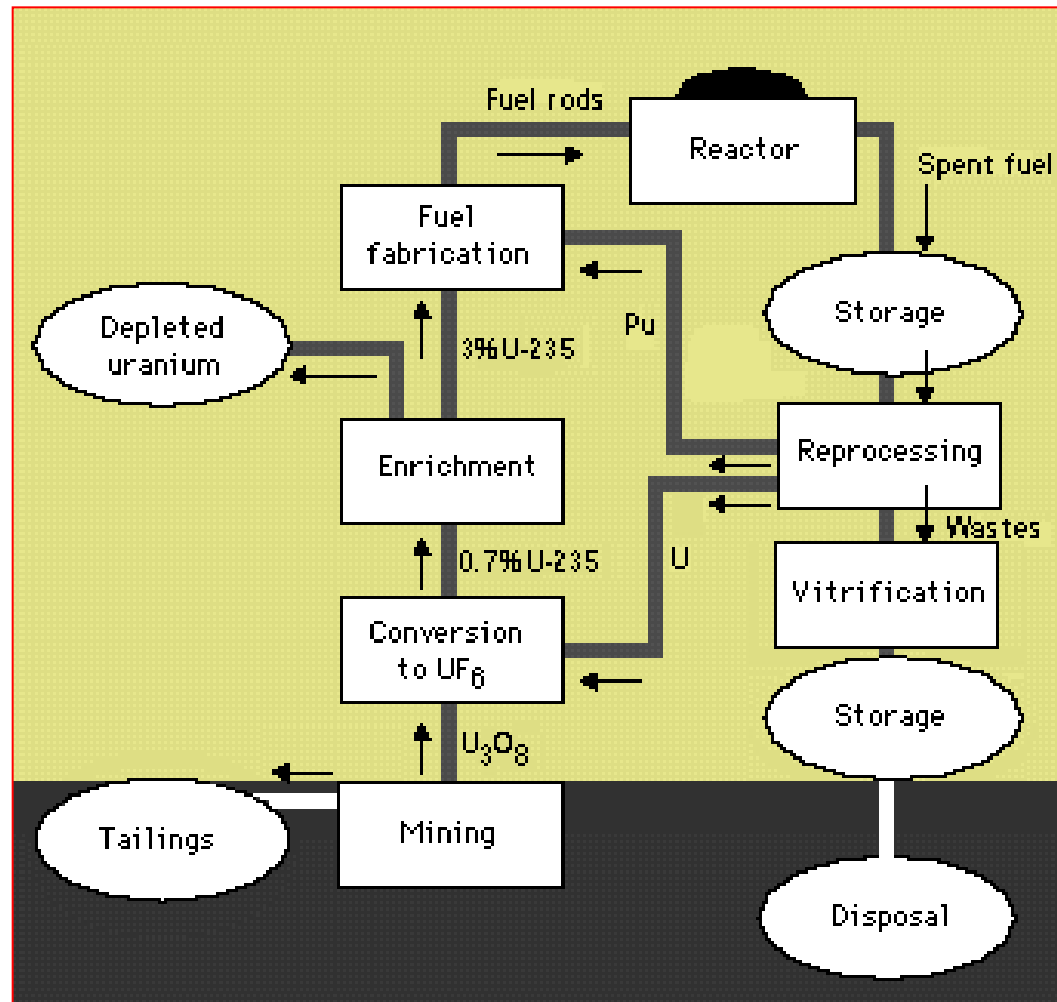 Fuel rods
Reactor
Spent fuel
Fuel
fabrication
Storage
Depleted
uranium
Pu
3%U-235
Enrichment
Reprocessing
Wastes
0.7%U-235
U
Vitrification
Conversion
to UF₆
Storage
U₃O₈
Tailings
Mining
Disposal